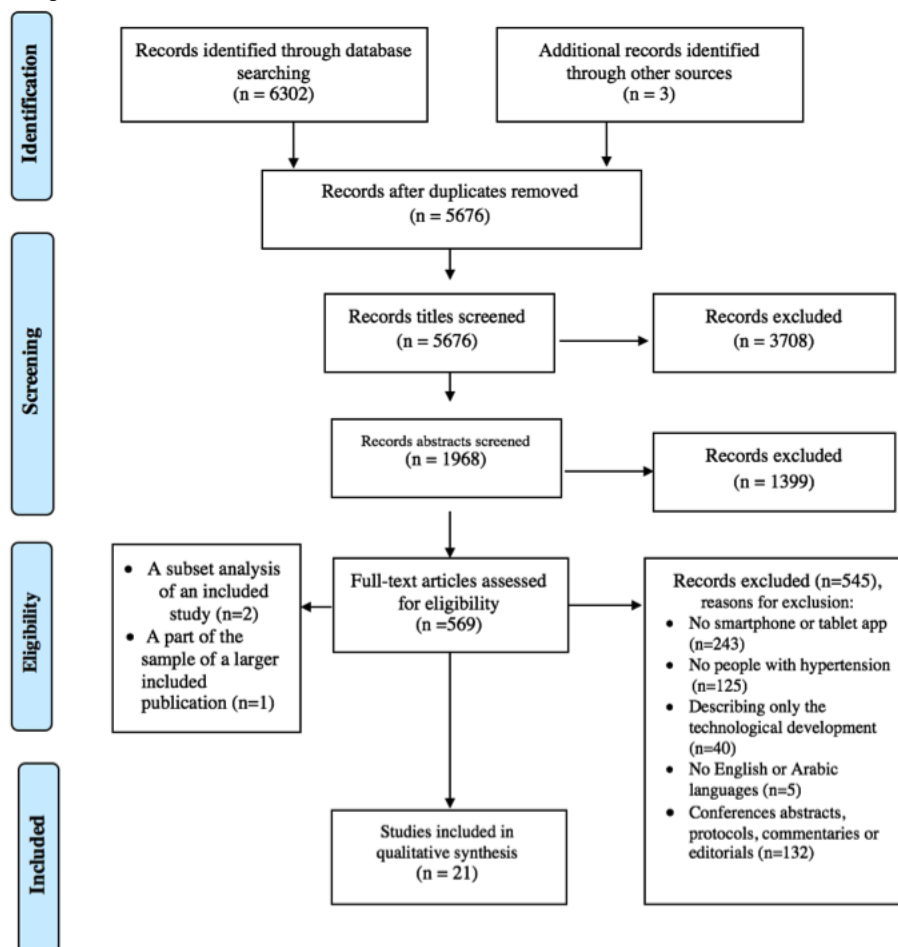 Identification
Records identified through database
searching
(n = 6302)
Additional records identified
through other sources
(n = 3)
Records after duplicates removed
(n = 5676)
Screening
Records titles screened
(n = 5676)
Records excluded
(n = 3708)
Records abstracts screened
(n = 1968)
Records excluded
(n = 1399)
Eligibility
• A subset analysis
of an included
study (n=2)
• A part of the
sample of a larger
included
publication (n=1)
Full-text articles assessed
for eligibility
(n =569)
Records excluded (n=545),
reasons for exclusion:
• No smartphone or tablet app
(n=243)
• No people with hypertension
(n=125)
• Describing only the
technological development
(n=40)
• No English or Arabic
languages (n=5)
• Conferences abstracts,
protocols, commentaries or
editorials (n=132)
Included
Studies included in
qualitative synthesis
(n = 21)